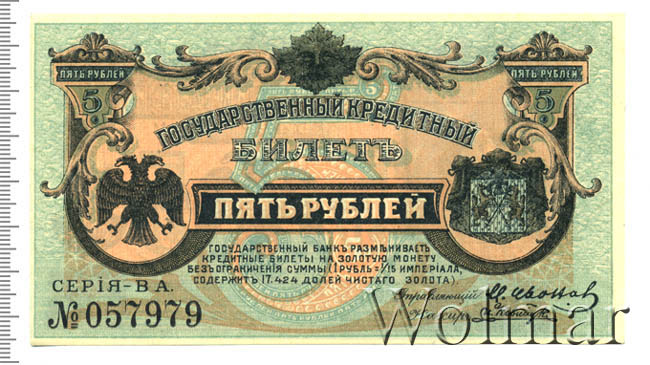 ПЯТЬ РУБЛЕЙ
5
ПЯТЬ РУБЛЕЙ
5
ГОСУДАРСТВЕННЫЙ КРЕДИТНЫЙ
БИЛЕТЪ
ПЯТЬ РУБЛЕЙ
ГОСУДАРСТВЕННЫЙ БАНКЪ РАЗМѢНИВАЕТЪ
КРЕДИТНЫЕ БИЛЕТЫ НА ЗОЛОТУЮ МОНЕТУ
БЕЗЪ ОГРАНИЧЕНІЯ СУММЫ (1 РУБЛЬ = 1/15 ИМПЕРІАЛА,
СОДЕРЖИТЪ 17.424 ДОЛЕЙ ЧИСТАГО ЗОЛОТА).
СЕРІЯ - В А.
№ 057979
Управляющій
Кассир
Wolmar